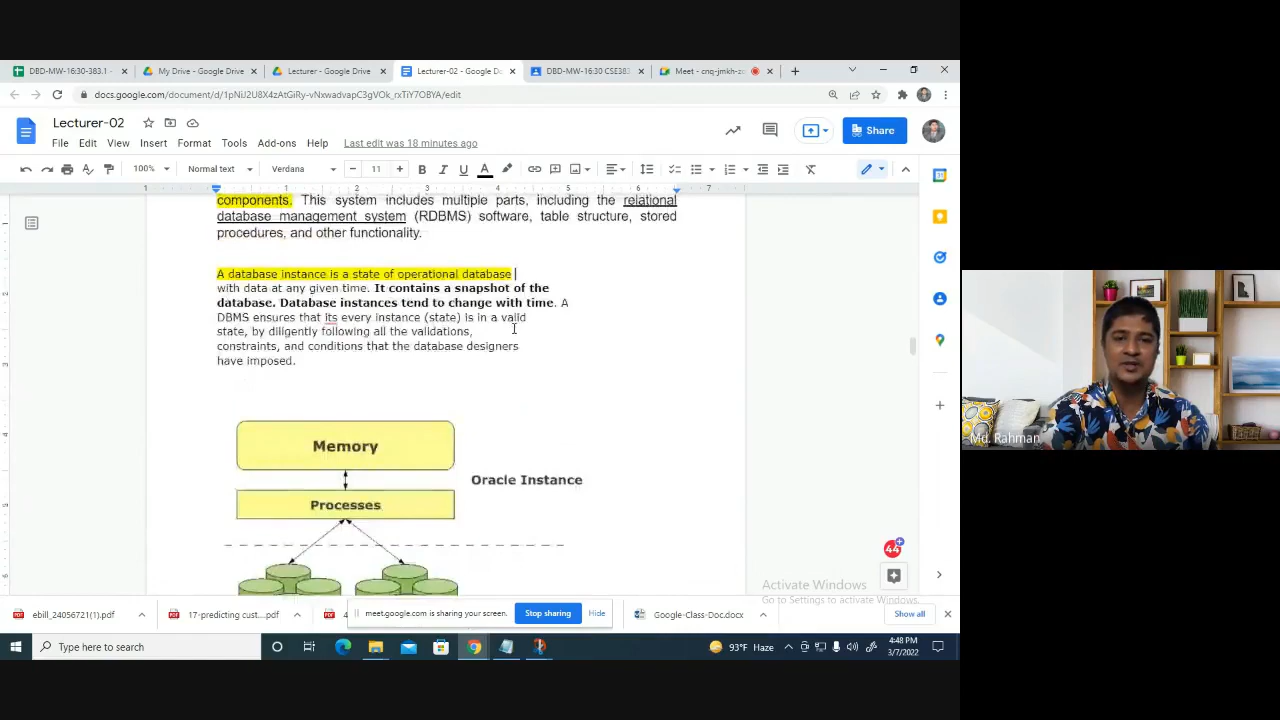 DBD-MW-16:30-383.1
My Drive - Google Drive
Lecturer - Google Drive
Lecturer-02 - Google Do
DBD-MW-16:30 CSE383
Meet - cnq-jmkh-
Lecturer-02
File Edit View Insert Format Tools Add-ons Help
Last edit was 18 minutes ago
Share
100% Normal text Verdana 11
1 1 2 3 4 5 6 7
components. This system includes multiple parts, including the relational
database management system (RDBMS) software, table structure, stored
procedures, and other functionality.
A database instance is a state of operational database
with data at any given time. It contains a snapshot of the
database. Database instances tend to change with time. A
DBMS ensures that its every instance (state) is in a valid
state, by diligently following all the validations,
constraints, and conditions that the database designers
have imposed.
Memory
Oracle Instance
Processes
44
Activate Windows
Go to Settings to activate Windows.
Md. Rahman
ebill_24056721(1).pdf
17-predicting cust....pdf
4
meet.google.com is sharing your screen.
Stop sharing
Hide
Google-Class-Doc.docx
Show all
Type here to search
93°F Haze
4:48 PM
3/7/2022